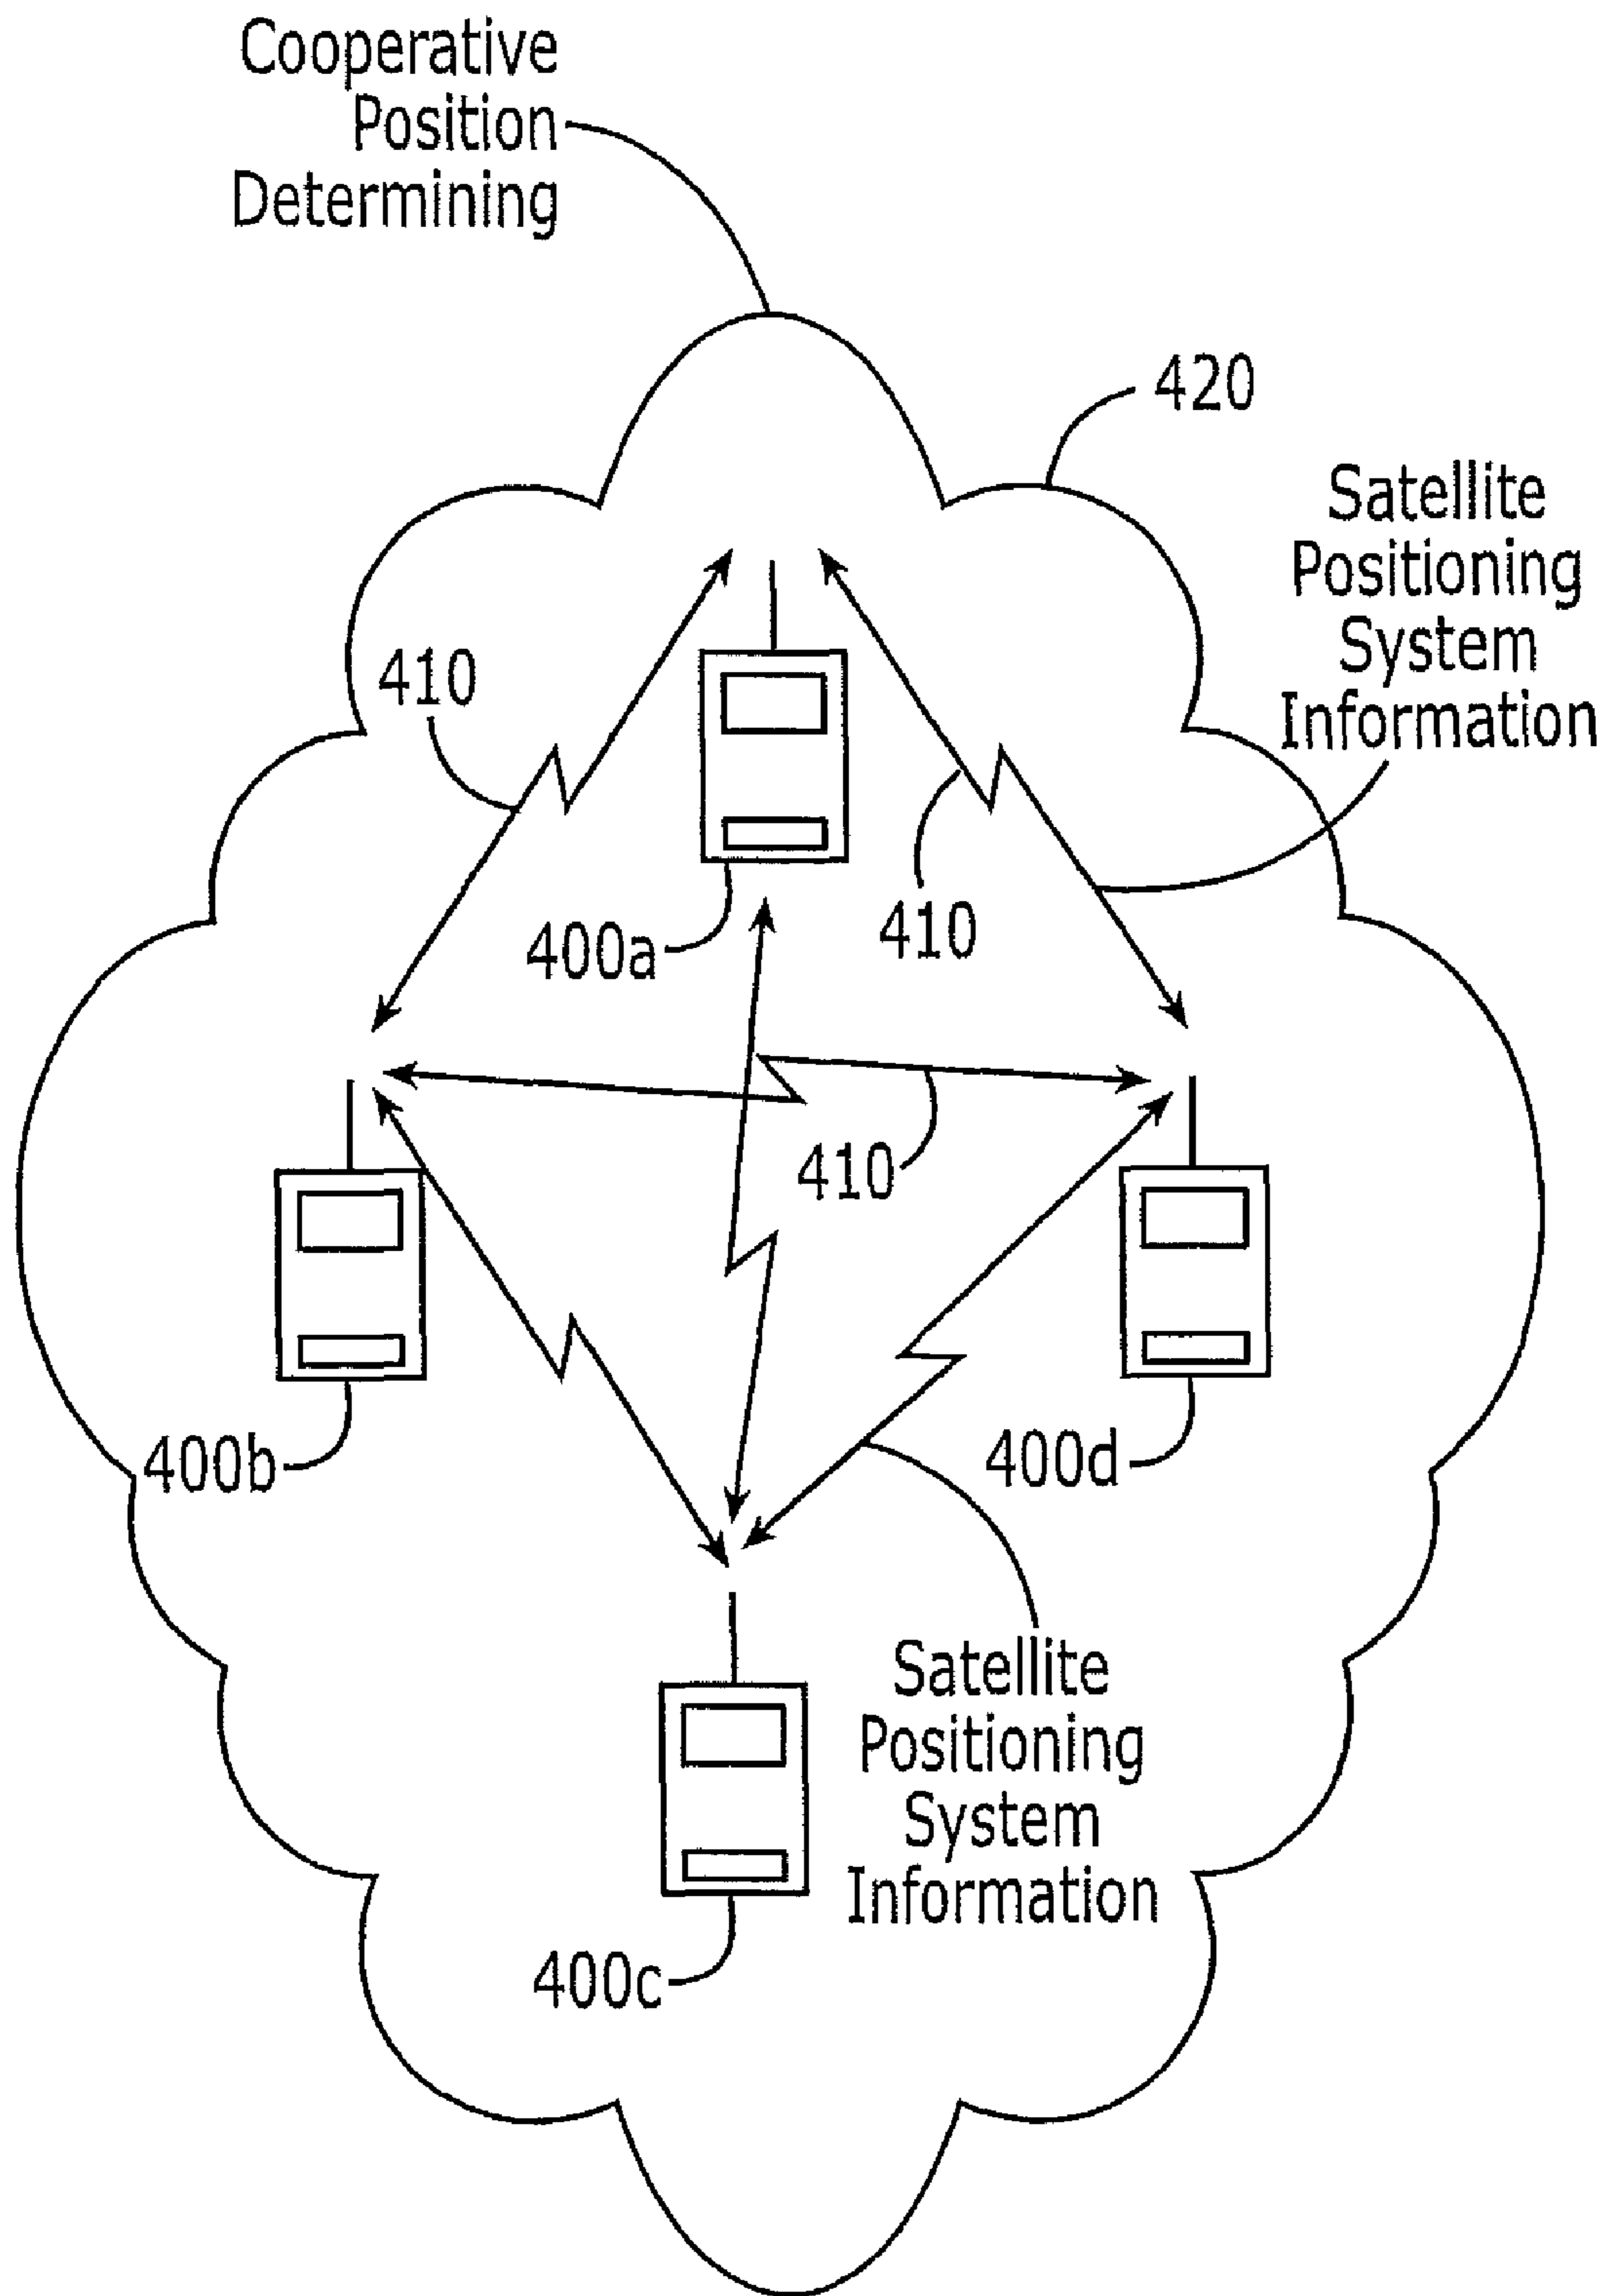 Cooperative
Position
Determining
420
Satellite
Positioning
System
Information
410
410
400a
410
400b
400d
Satellite
Positioning
System
Information
400c